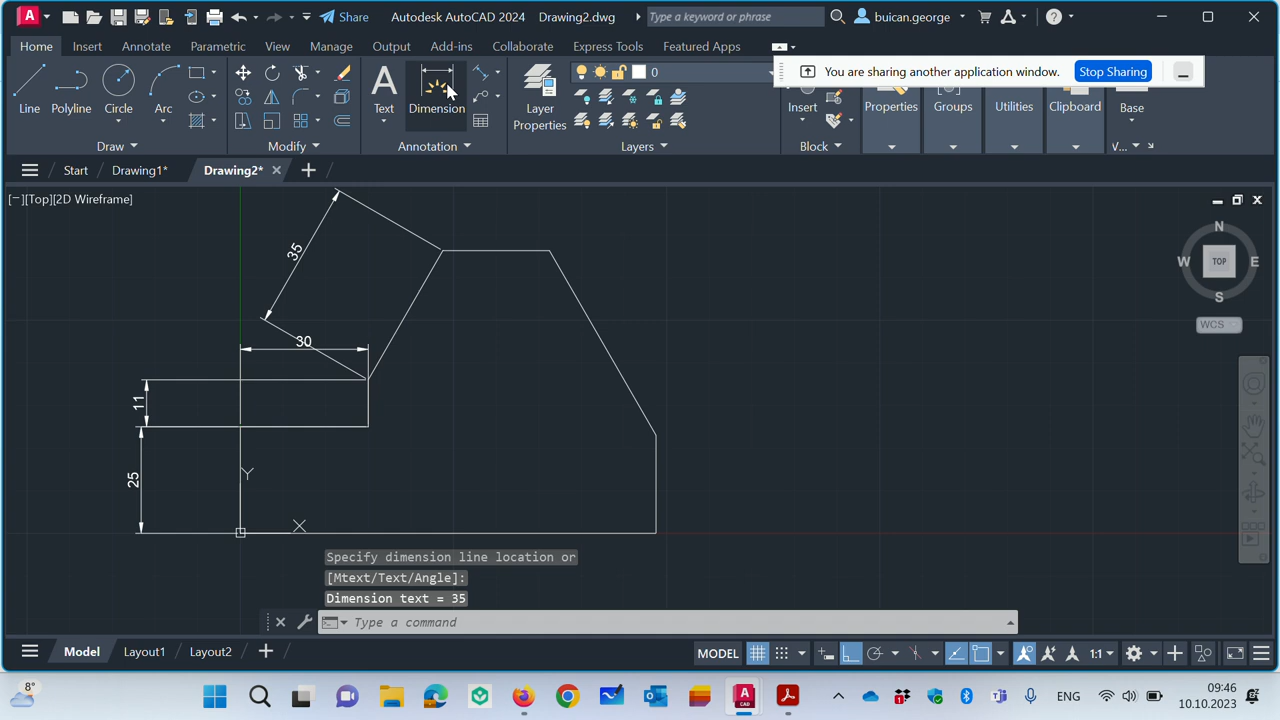 A
CAD
Share
Autodesk AutoCAD 2024
Drawing2.dwg
Type a keyword or phrase
buican.george
?
Home
Insert
Annotate
Parametric
View
Manage
Output
Add-ins
Collaborate
Express Tools
Featured Apps
You are sharing another application window.
Stop Sharing
Line
Polyline
Circle
Arc
Text
Dimension
Layer
Properties
0
Insert
Properties
Groups
Utilities
Clipboard
Base
Draw
Modify
Annotation
Layers
Block
V...
Start
Drawing1*
Drawing2*
[−][Top][2D Wireframe]
N
W
TOP
E
S
WCS
35
30
11
25
Y
X
Specify dimension line location or
[Mtext/Text/Angle]:
Dimension text = 35
Type a command
Model
Layout1
Layout2
MODEL
1:1
8°
A
CAD
ENG
09:46
10.10.2023